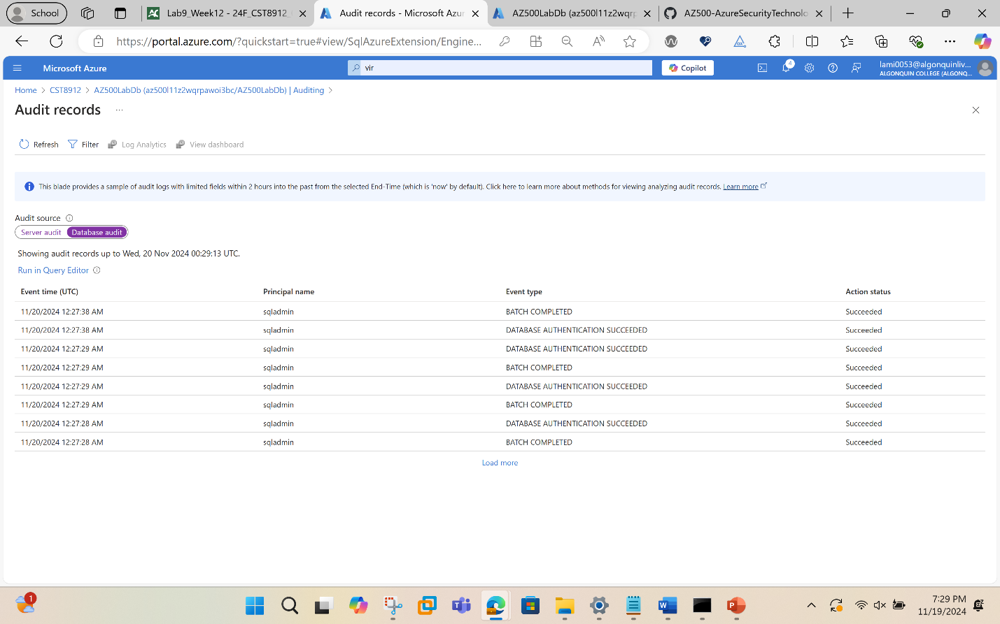 School
Lab9_Week12 - 24F_CST8912_
Audit records - Microsoft Azur
AZ500LabDb (az500l11z2wqrp
AZ500-AzureSecurityTechnolo
https://portal.azure.com/?quickstart=true#view/SqlAzureExtension/Engine...
Microsoft Azure
vir
Copilot
4
lami0053@algonquinliv...
ALGONQUIN COLLEGE (ALGONQ...
Home > CST8912 > AZ500LabDb (az500l11z2wqrpawoi3bc/AZ500LabDb) | Auditing >
Audit records ...
Refresh Filter Log Analytics View dashboard
This blade provides a sample of audit logs with limited fields within 2 hours into the past from the selected End-Time (which is 'now' by default). Click here to learn more about methods for viewing analyzing audit records. Learn more
Audit source
Server audit Database audit
Showing audit records up to Wed, 20 Nov 2024 00:29:13 UTC.
Run in Query Editor
Event time (UTC) Principal name Event type Action status
11/20/2024 12:27:38 AM sqladmin BATCH COMPLETED Succeeded
11/20/2024 12:27:38 AM sqladmin DATABASE AUTHENTICATION SUCCEEDED Succeeded
11/20/2024 12:27:29 AM sqladmin DATABASE AUTHENTICATION SUCCEEDED Succeeded
11/20/2024 12:27:29 AM sqladmin BATCH COMPLETED Succeeded
11/20/2024 12:27:29 AM sqladmin DATABASE AUTHENTICATION SUCCEEDED Succeeded
11/20/2024 12:27:29 AM sqladmin BATCH COMPLETED Succeeded
11/20/2024 12:27:28 AM sqladmin DATABASE AUTHENTICATION SUCCEEDED Succeeded
11/20/2024 12:27:28 AM sqladmin BATCH COMPLETED Succeeded
Load more
1
7:29 PM
11/19/2024